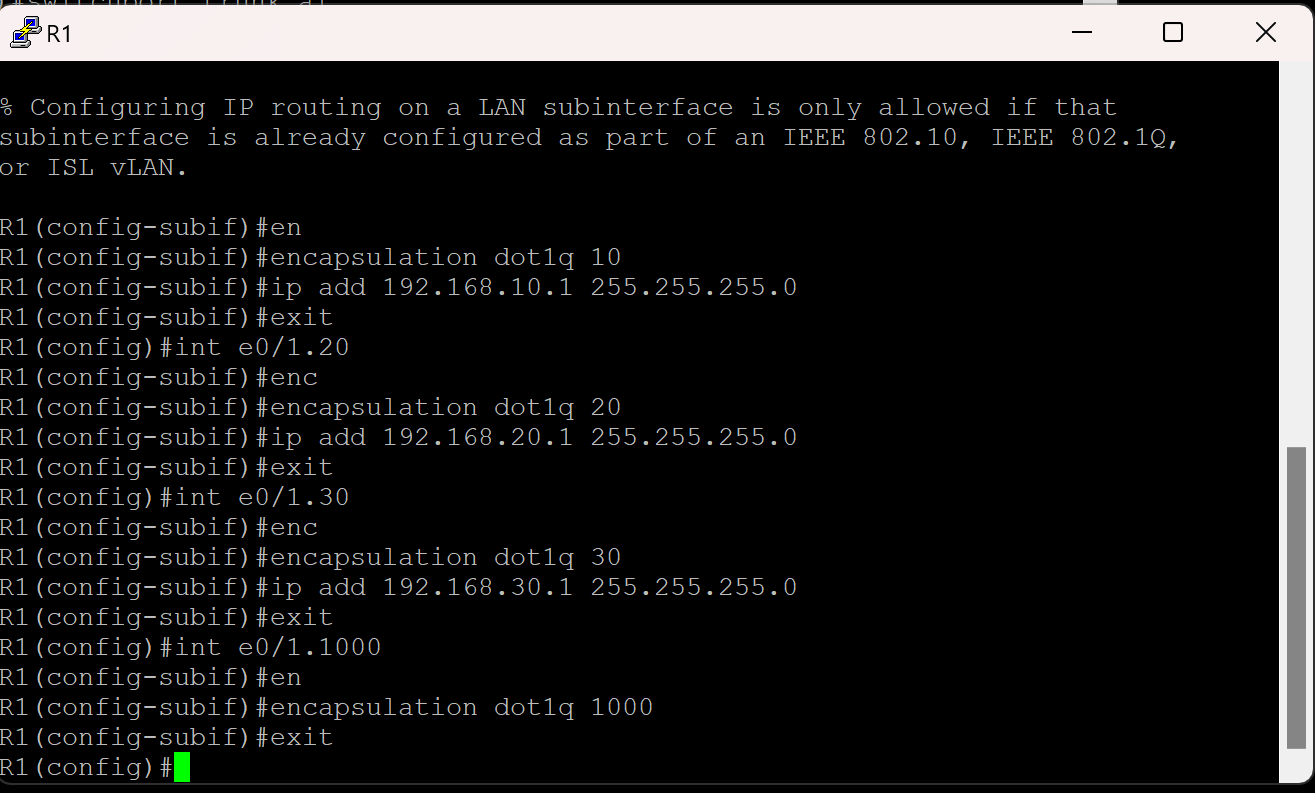 R1
% Configuring IP routing on a LAN subinterface is only allowed if that
subinterface is already configured as part of an IEEE 802.10, IEEE 802.1Q,
or ISL vLAN.
R1(config-subif)#en
R1(config-subif)#encapsulation dot1q 10
R1(config-subif)#ip add 192.168.10.1 255.255.255.0
R1(config-subif)#exit
R1(config)#int e0/1.20
R1(config-subif)#enc
R1(config-subif)#encapsulation dot1q 20
R1(config-subif)#ip add 192.168.20.1 255.255.255.0
R1(config-subif)#exit
R1(config)#int e0/1.30
R1(config-subif)#enc
R1(config-subif)#encapsulation dot1q 30
R1(config-subif)#ip add 192.168.30.1 255.255.255.0
R1(config-subif)#exit
R1(config)#int e0/1.1000
R1(config-subif)#en
R1(config-subif)#encapsulation dot1q 1000
R1(config-subif)#exit
R1(config)#